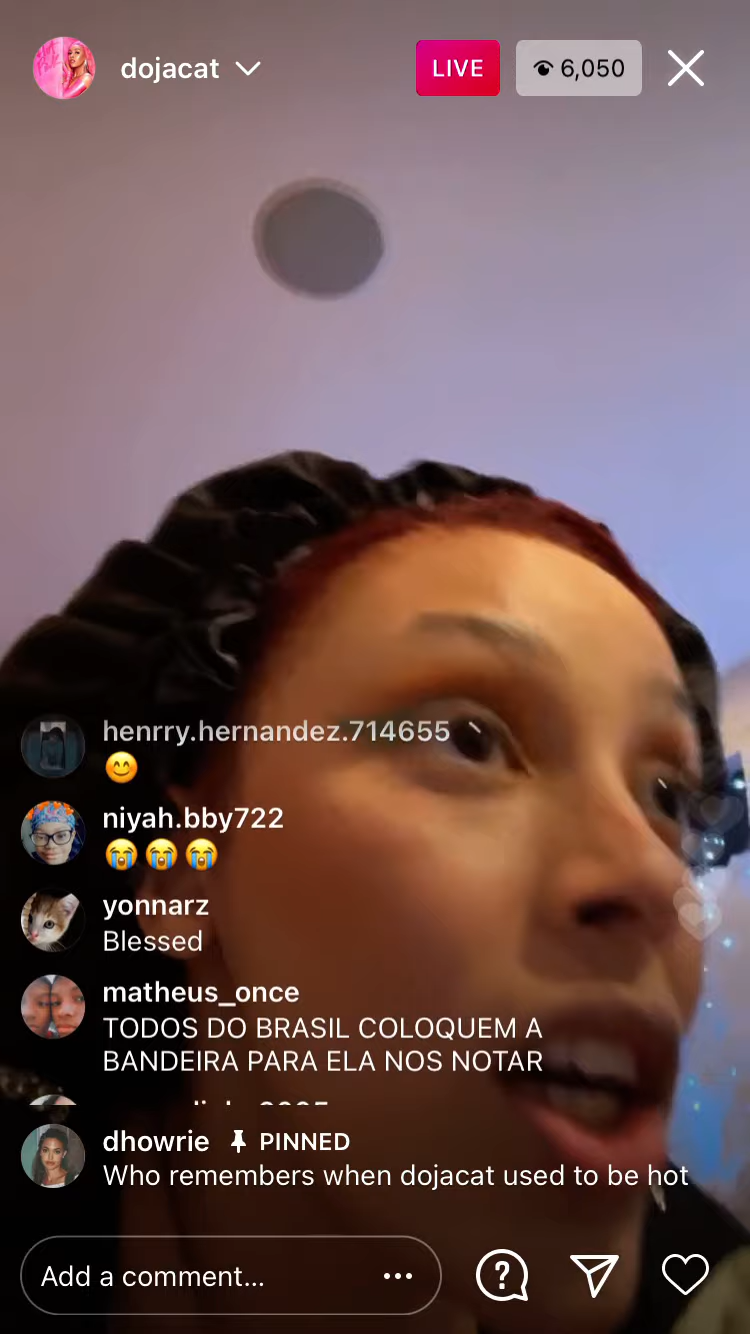 dojacat
LIVE
6,050
henrry.hernandez.714655
😊
niyah.bby722
😭😭😭
yonnarz
Blessed
matheus_once
TODOS DO BRASIL COLOQUEM A
BANDEIRA PARA ELA NOS NOTAR
dhowrie PINNED
Who remembers when dojacat used to be hot
Add a comment...